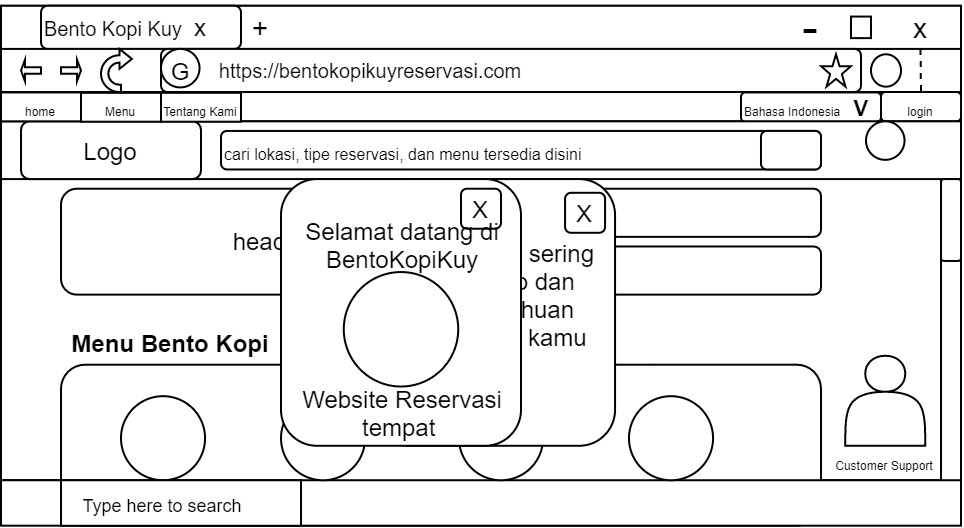 Bento Kopi Kuy X +
- X
G https://bentokopikuyreservasi.com
home Menu Tentang Kami Bahasa Indonesia V login
Logo
cari lokasi, tipe reservasi, dan menu tersedia disini
X
X
Selamat datang di
BentoKopiKuy
Website Reservasi
tempat
sering
dan
kamu
Menu Bento Kopi
Customer Support
Type here to search